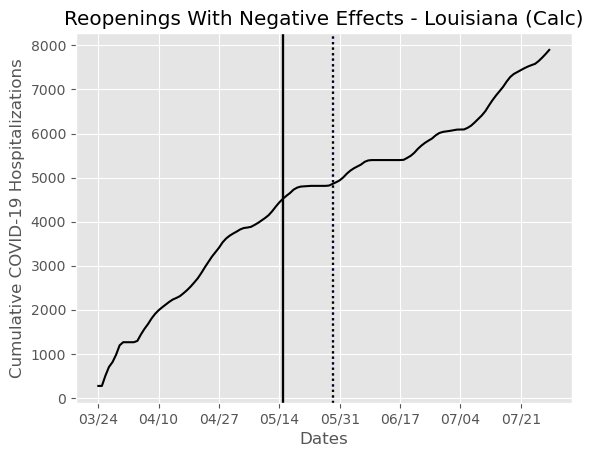 Reopenings With Negative Effects - Louisiana (Calc)
Cumulative COVID-19 Hospitalizations
8000
7000
6000
5000
4000
3000
2000
1000
0
03/24 04/10 04/27 05/14 05/31 06/17 07/04 07/21
Dates